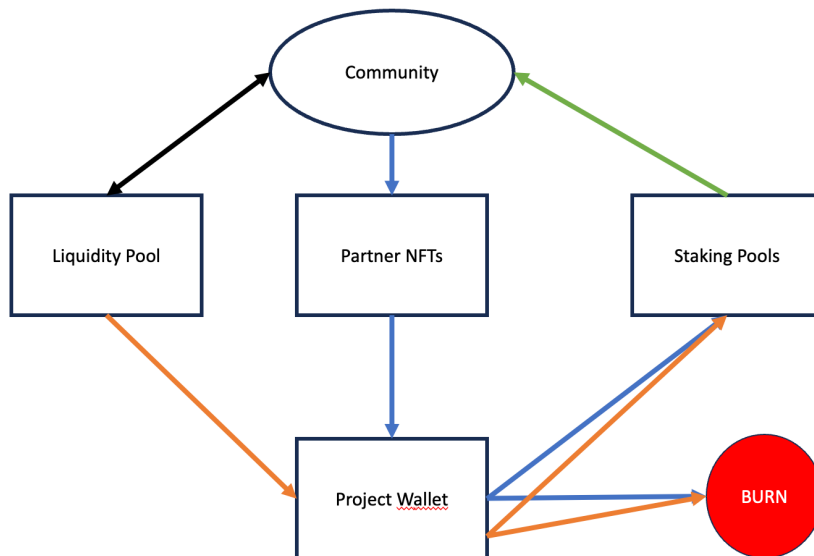 Community
Liquidity Pool
Partner NFTs
Staking Pools
Project Wallet
BURN